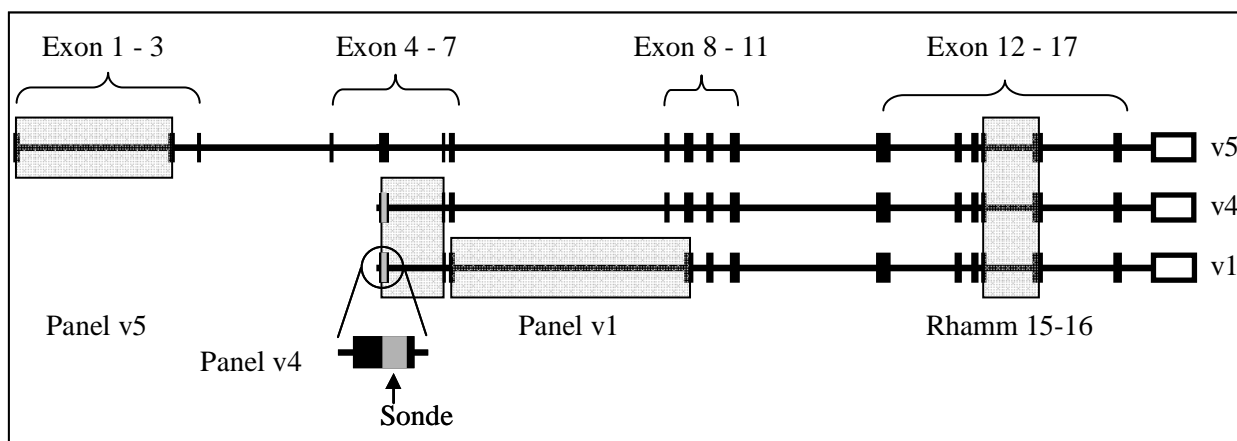 Exon 1 - 3 Exon 4 - 7 Exon 8 - 11 Exon 12 - 17
v5
v4
v1
Panel v5 Panel v1 Rhamm 15-16
Panel v4
Sonde